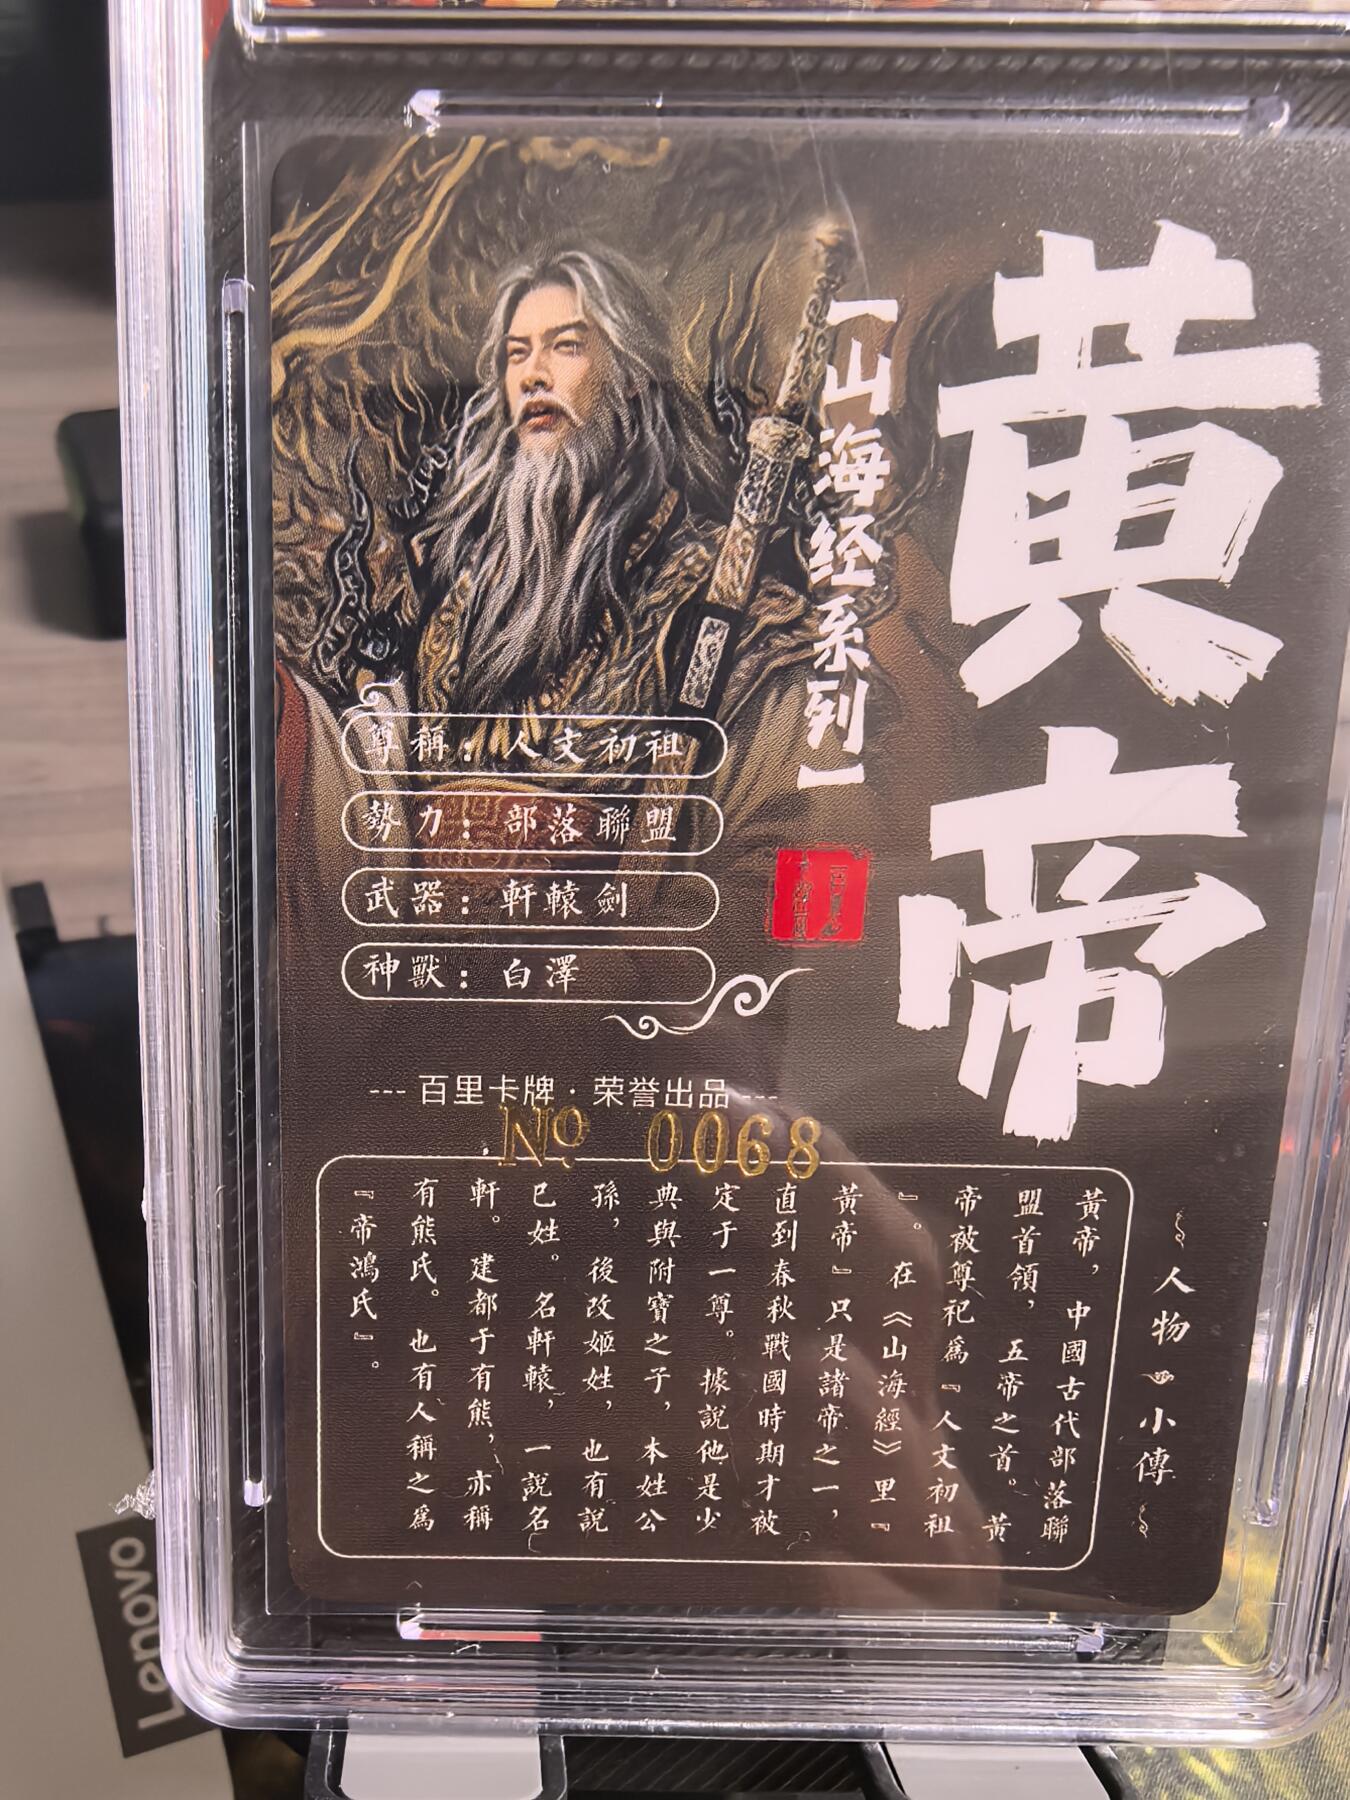 黄帝
【山海经系列】
尊稱：人文初祖
勢力：部落聯盟
武器：軒轅劍
神獸：白澤
--- 百里卡牌 · 荣誉出品 ---
№ 0068
人物小傳
黃帝，中國古代部落聯
盟首領，五帝之首。黃
帝被尊祀爲『人文初祖
』。在《山海經》里『
黃帝』只是諸帝之一，
直到春秋戰國時期才被
定于一尊。據說他是少
典與附寶之子，本姓公
孫，後改姬姓，也有説
巳姓。名軒轅，一説名
軒。建都于有熊，亦稱
有熊氏。也有人稱之爲
『帝鴻氏』。
Lenovo